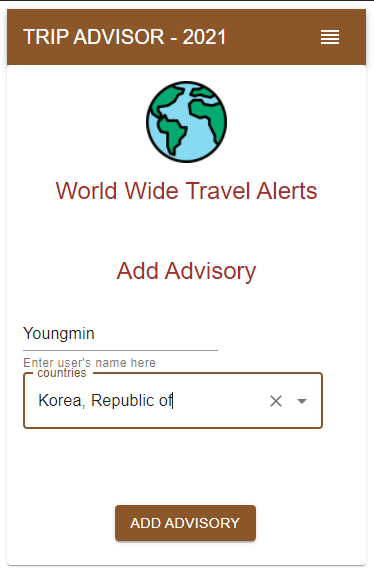 TRIP ADVISOR - 2021
World Wide Travel Alerts
Add Advisory
Youngmin
Enter user's name here
countries
Korea, Republic of
ADD ADVISORY